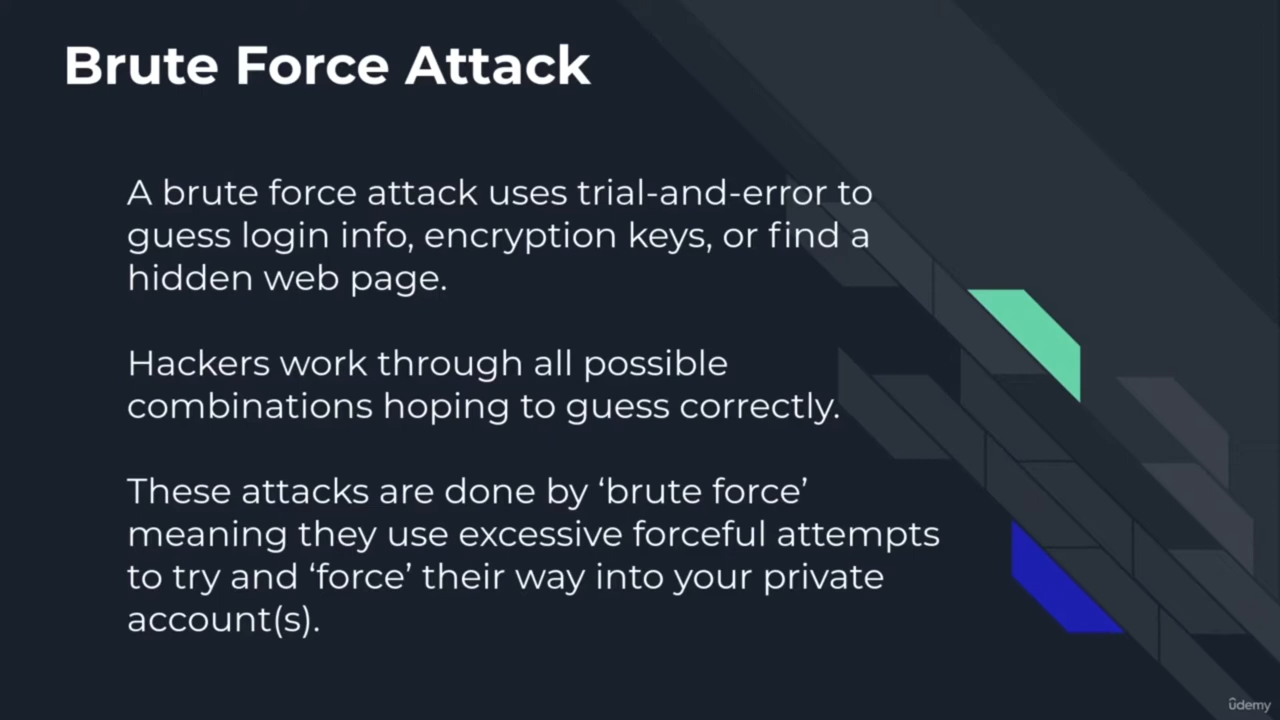 Brute Force Attack
A brute force attack uses trial-and-error to
guess login info, encryption keys, or find a
hidden web page.
Hackers work through all possible
combinations hoping to guess correctly.
These attacks are done by ‘brute force’
meaning they use excessive forceful attempts
to try and ‘force’ their way into your private
account(s).
ûdemy